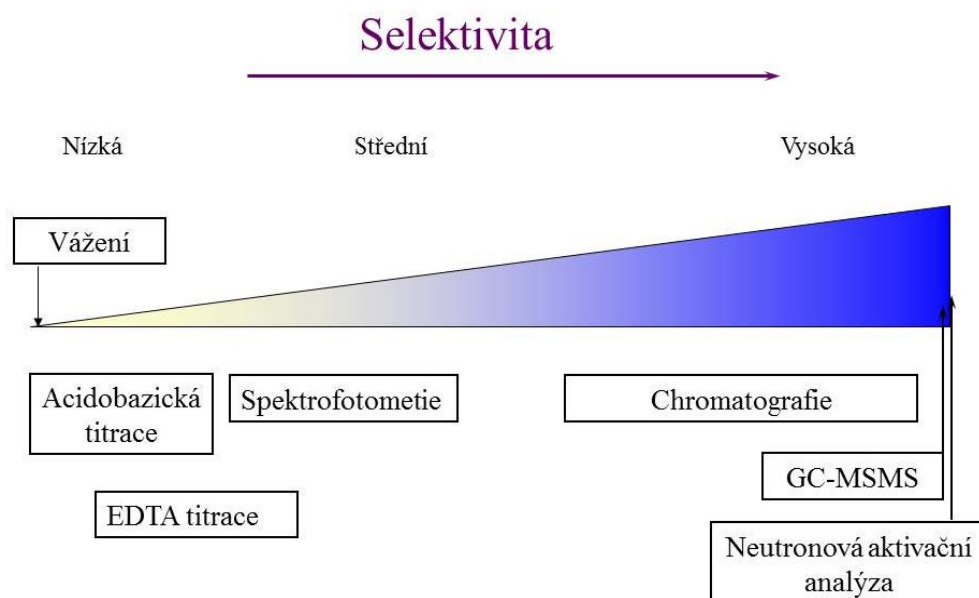 Selektivita
Nízká
Střední
Vysoká
Vážení
Acidobazická
titrace
Spektrofotometie
Chromatografie
GC-MSMS
EDTA titrace
Neutronová aktivační
analýza